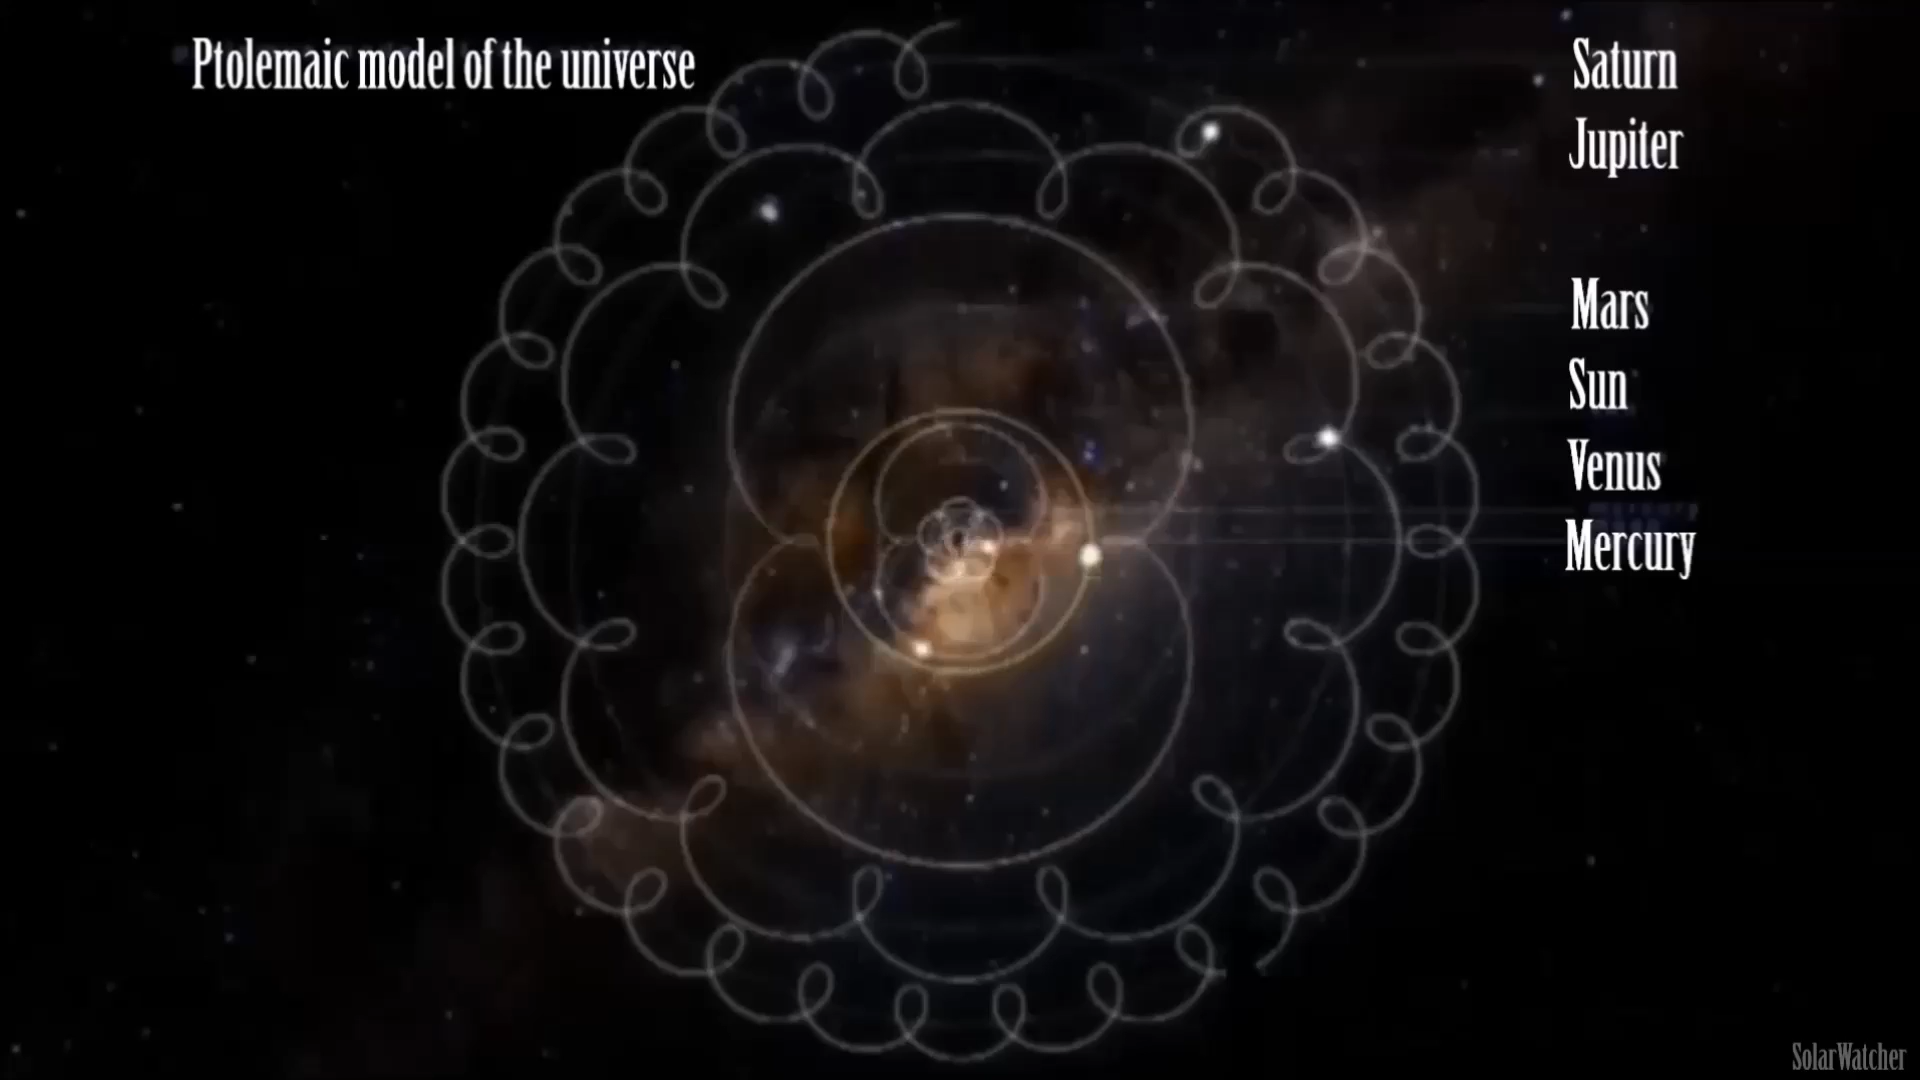 Ptolemaic model of the universe
Saturn
Jupiter
Mars
Sun
Venus
Mercury
SolarWatcher